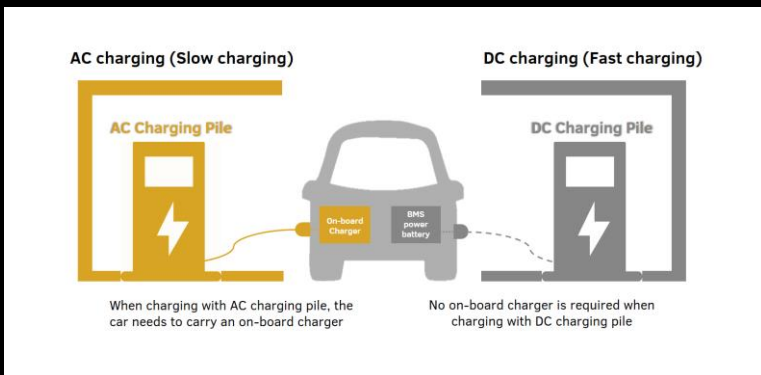 AC charging (Slow charging)
DC charging (Fast charging)
AC Charging Pile
DC Charging Pile
On-board
Charger
BMS
power
battery
When charging with AC charging pile, the
car needs to carry an on-board charger
No on-board charger is required when
charging with DC charging pile